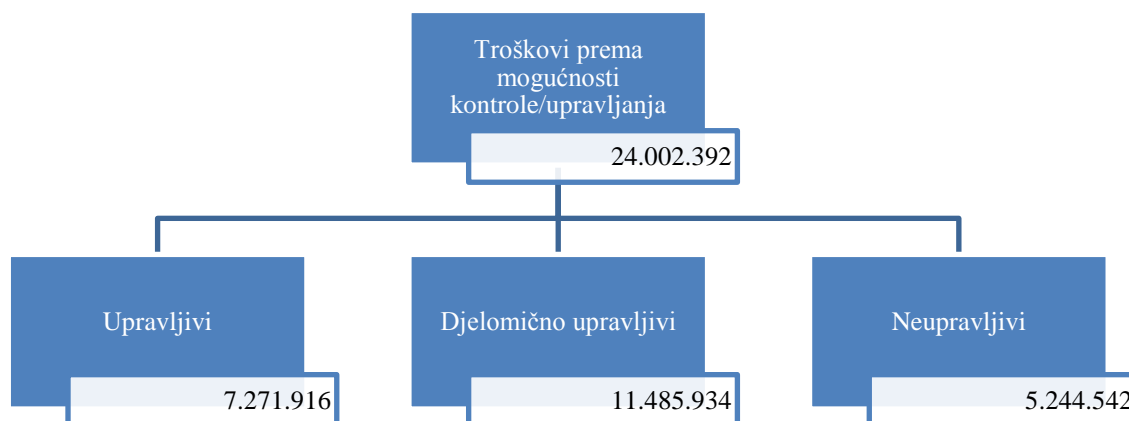 Troškovi prema
mogućnosti
kontrole/upravljanja
24.002.392
Upravljivi
7.271.916
Djelomično upravljivi
11.485.934
Neupravljivi
5.244.542